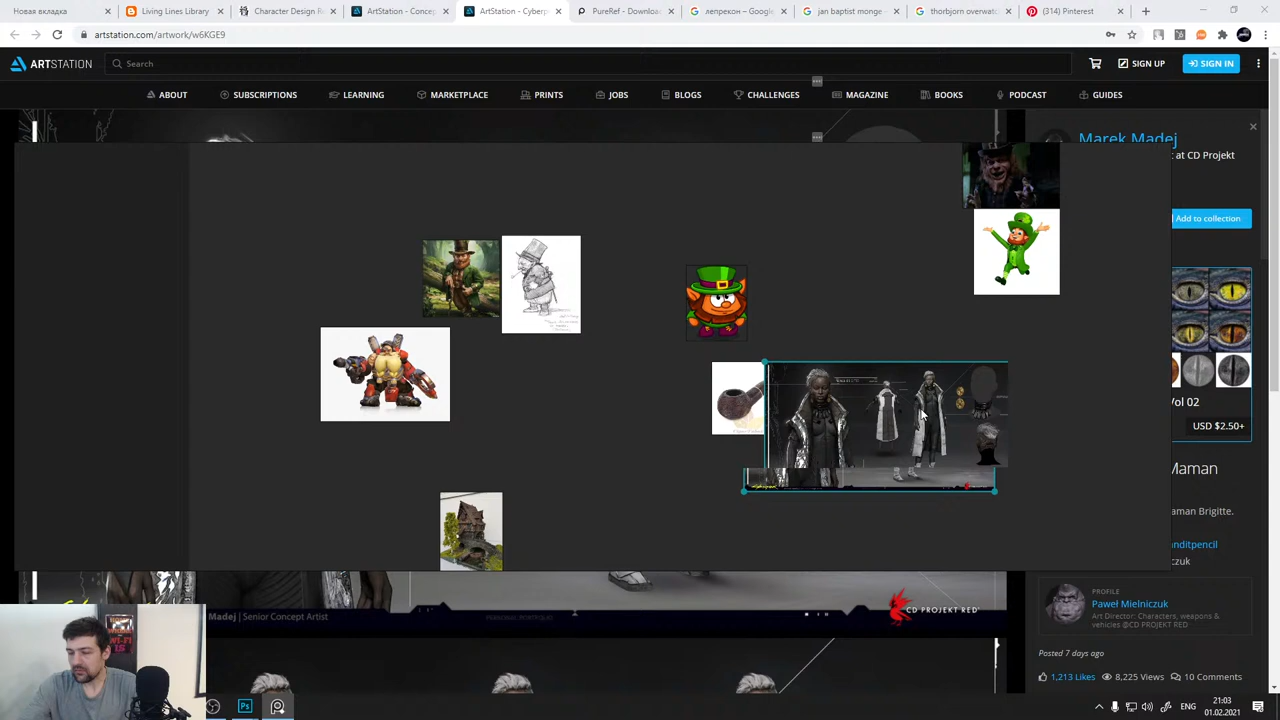 Новая вкладка
Living Lines Library
Character Design R
ArtStation - Concep
ArtStation - Cyberp
PureRef - Download
лепрекон – Google
jan baptist monge -
thorbjorn overwatc
(314) Pinterest
artstation.com/artwork/w6KGE9
ARTSTATION
Search
SIGN UP
SIGN IN
ABOUT
SUBSCRIPTIONS
LEARNING
MARKETPLACE
PRINTS
JOBS
BLOGS
CHALLENGES
MAGAZINE
BOOKS
PODCAST
GUIDES
Marek Madej
t at CD Projekt
Add to collection
Vol 02
USD $2.50+
Maman
aman Brigitte.
anditpencil
czuk
PROFILE
Paweł Mielniczuk
Art Director: Characters, weapons &
vehicles @CD PROJEKT RED
Posted 7 days ago
1,213 Likes
8,225 Views
10 Comments
Madej | Senior Concept Artist
CD PROJEKT RED
Ps
ENG
21:03
01.02.2021